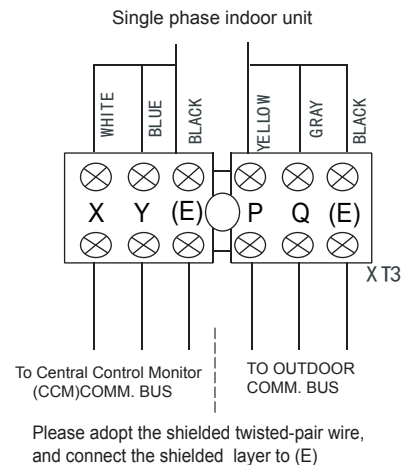 Single phase indoor unit
WHITE
BLUE
BLACK
YELLOW
GRAY
BLACK
X Y (E) P Q (E)
XT3
To Central Control Monitor
(CCM)COMM. BUS
TO OUTDOOR
COMM. BUS
Please adopt the shielded twisted-pair wire,
and connect the shielded layer to (E)